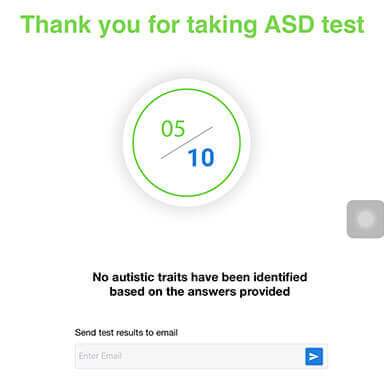 Thank you for taking ASD test
05
10
No autistic traits have been identified
based on the answers provided
Send test results to email
Enter Email